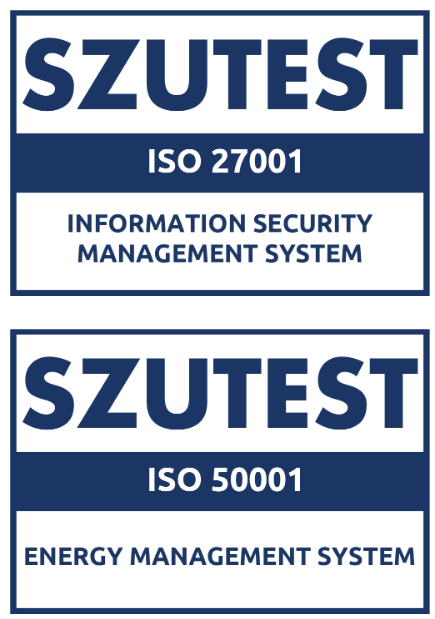 SZUTEST
ISO 27001
INFORMATION SECURITY
MANAGEMENT SYSTEM
SZUTEST
ISO 50001
ENERGY MANAGEMENT SYSTEM